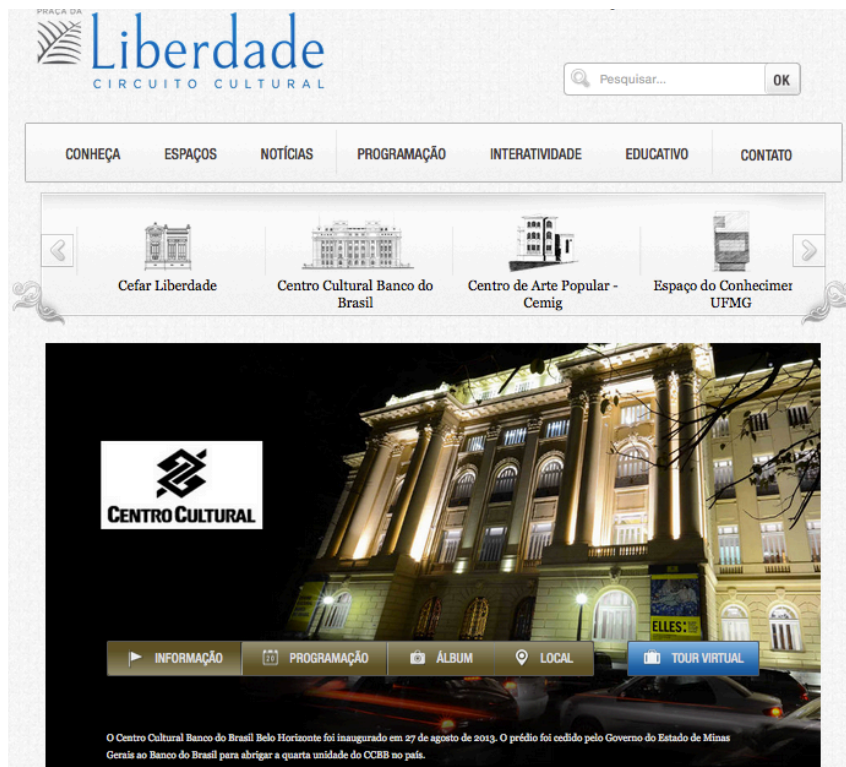 PRAÇA DA
Liberdade
CIRCUITO CULTURAL
Pesquisar...
OK
CONHEÇA ESPAÇOS NOTÍCIAS PROGRAMAÇÃO INTERATIVIDADE EDUCATIVO CONTATO
Cefar Liberdade
Centro Cultural Banco do
Brasil
Centro de Arte Popular -
Cemig
Espaço do Conhecimer
UFMG
CENTRO CULTURAL
ELLES:
INFORMAÇÃO PROGRAMAÇÃO ÁLBUM LOCAL TOUR VIRTUAL
O Centro Cultural Banco do Brasil Belo Horizonte foi inaugurado em 27 de agosto de 2013. O prédio foi cedido pelo Governo do Estado de Minas
Gerais ao Banco do Brasil para abrigar a quarta unidade do CCBB no país.